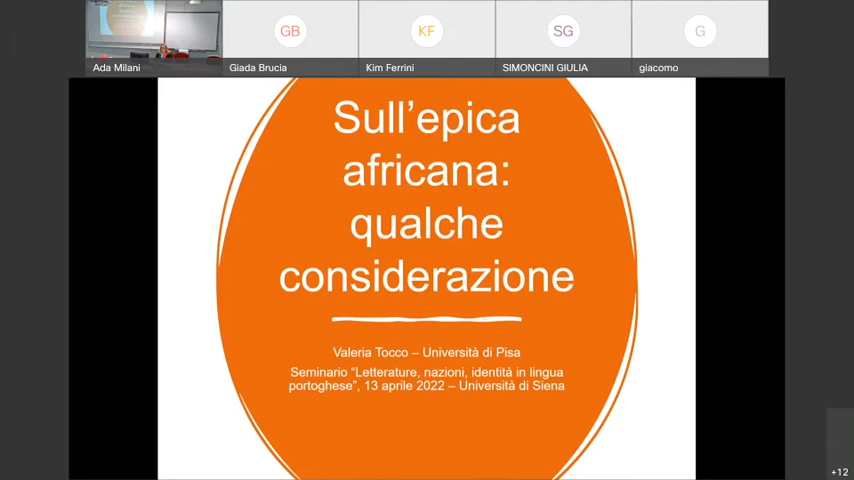 GB
KF
SG
G
Ada Milani
Giada Brucia
Kim Ferrini
SIMONCINI GIULIA
giacomo
Sull’epica
africana:
qualche
considerazione
Valeria Tocco – Università di Pisa
Seminario “Letterature, nazioni, identità in lingua
portoghese”, 13 aprile 2022 – Università di Siena
+12